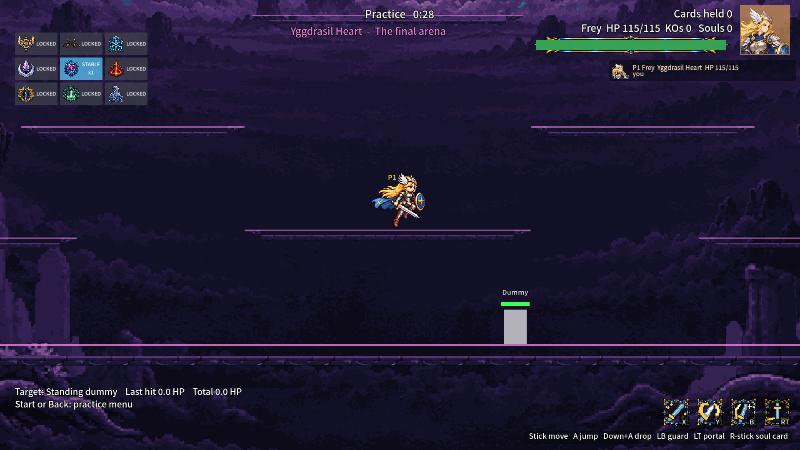 Practice 0:28
Yggdrasil Heart - The final arena
Cards held 0
Frey HP 115/115 KOs 0 Souls 0
P1 Frey Yggdrasil Heart HP 115/115
you
LOCKED LOCKED LOCKED
LOCKED STABLE x1 LOCKED
LOCKED LOCKED LOCKED
P1
Dummy
Target: Standing dummy Last hit 0.0 HP Total 0.0 HP
Start or Back: practice menu
X Y B RT
Stick move A jump Down+A drop LB guard LT portal R-stick soul card